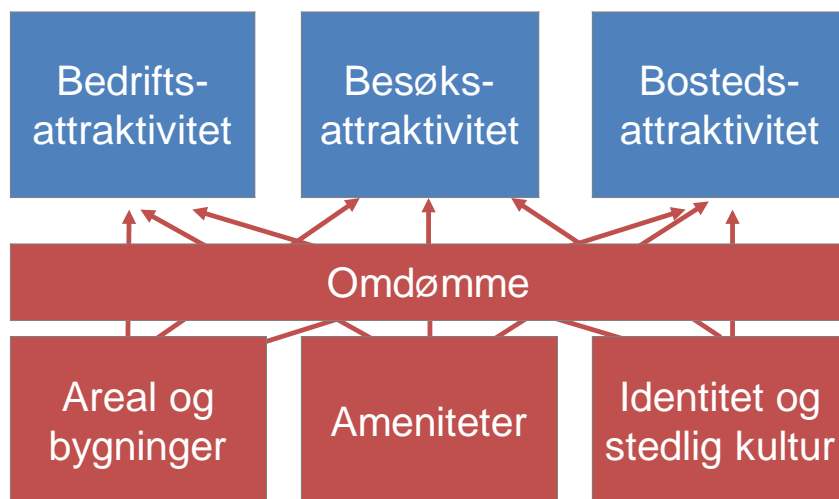 Bedrifts-
attraktivitet
Besøks-
attraktivitet
Bosteds-
attraktivitet
Omdømme
Areal og
bygninger
Ameniteter
Identitet og
stedlig kultur